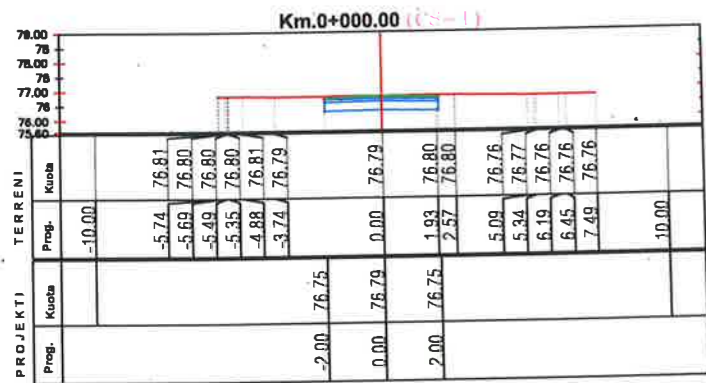 Km.0+000.00 (CS-1)
79.00
78
78.00
77
77.00
76
76.00
75.60
TERRENI
Kuota
76.81 76.80 76.80 76.80 76.81 76.79 76.79 76.80 76.80 76.76 76.77 76.76 76.76 76.76
Prog.
-10.00 -5.74 -5.69 -5.49 -5.35 -4.88 -3.74 0.00 1.93 2.57 5.09 5.34 6.19 6.45 7.49 10.00
PROJEKTI
Kuota
76.75 76.79 76.75
Prog.
-2.00 0.00 2.00